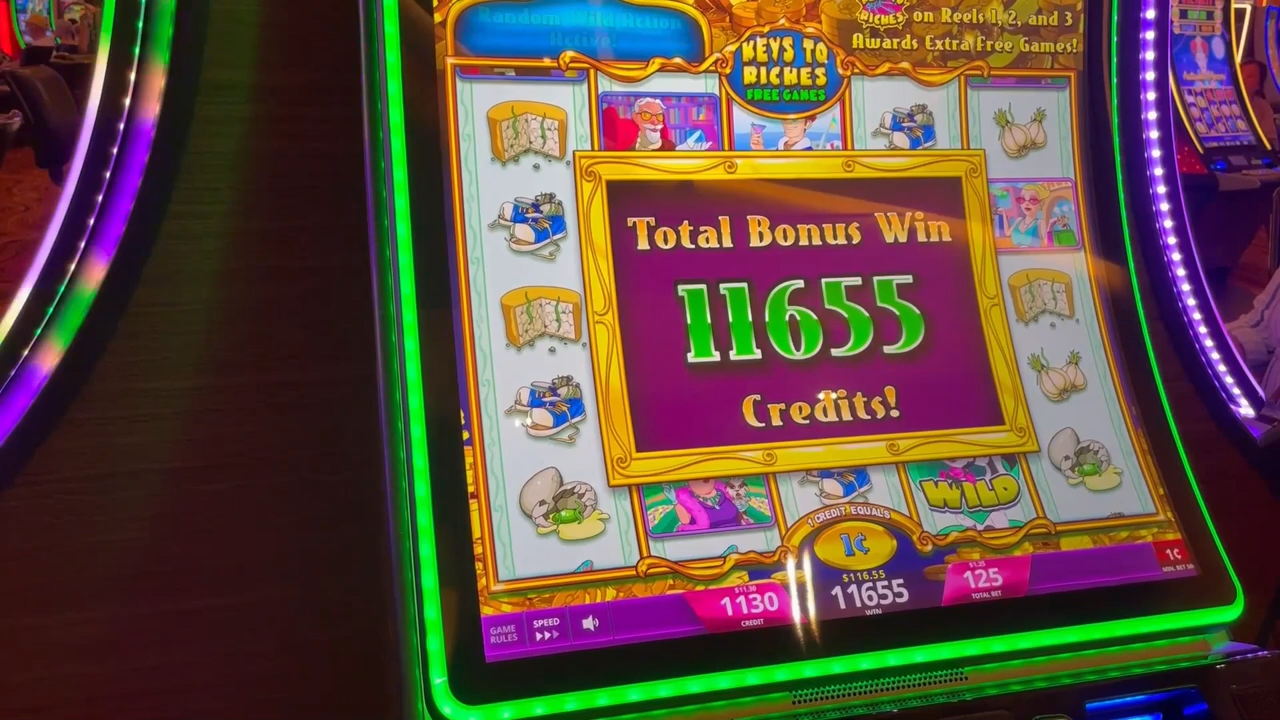 Random Wild Action
Active!
RICHES on Reels 1, 2, and 3
Awards Extra Free Games!
KEYS TO
RICHES
FREE GAMES
Total Bonus Win
11655
Credits!
WILD
1 CREDIT EQUALS
1¢
GAME
RULES
SPEED
$11.30
1130
CREDIT
$116.55
11655
WIN
$1.25
125
TOTAL BET
1¢